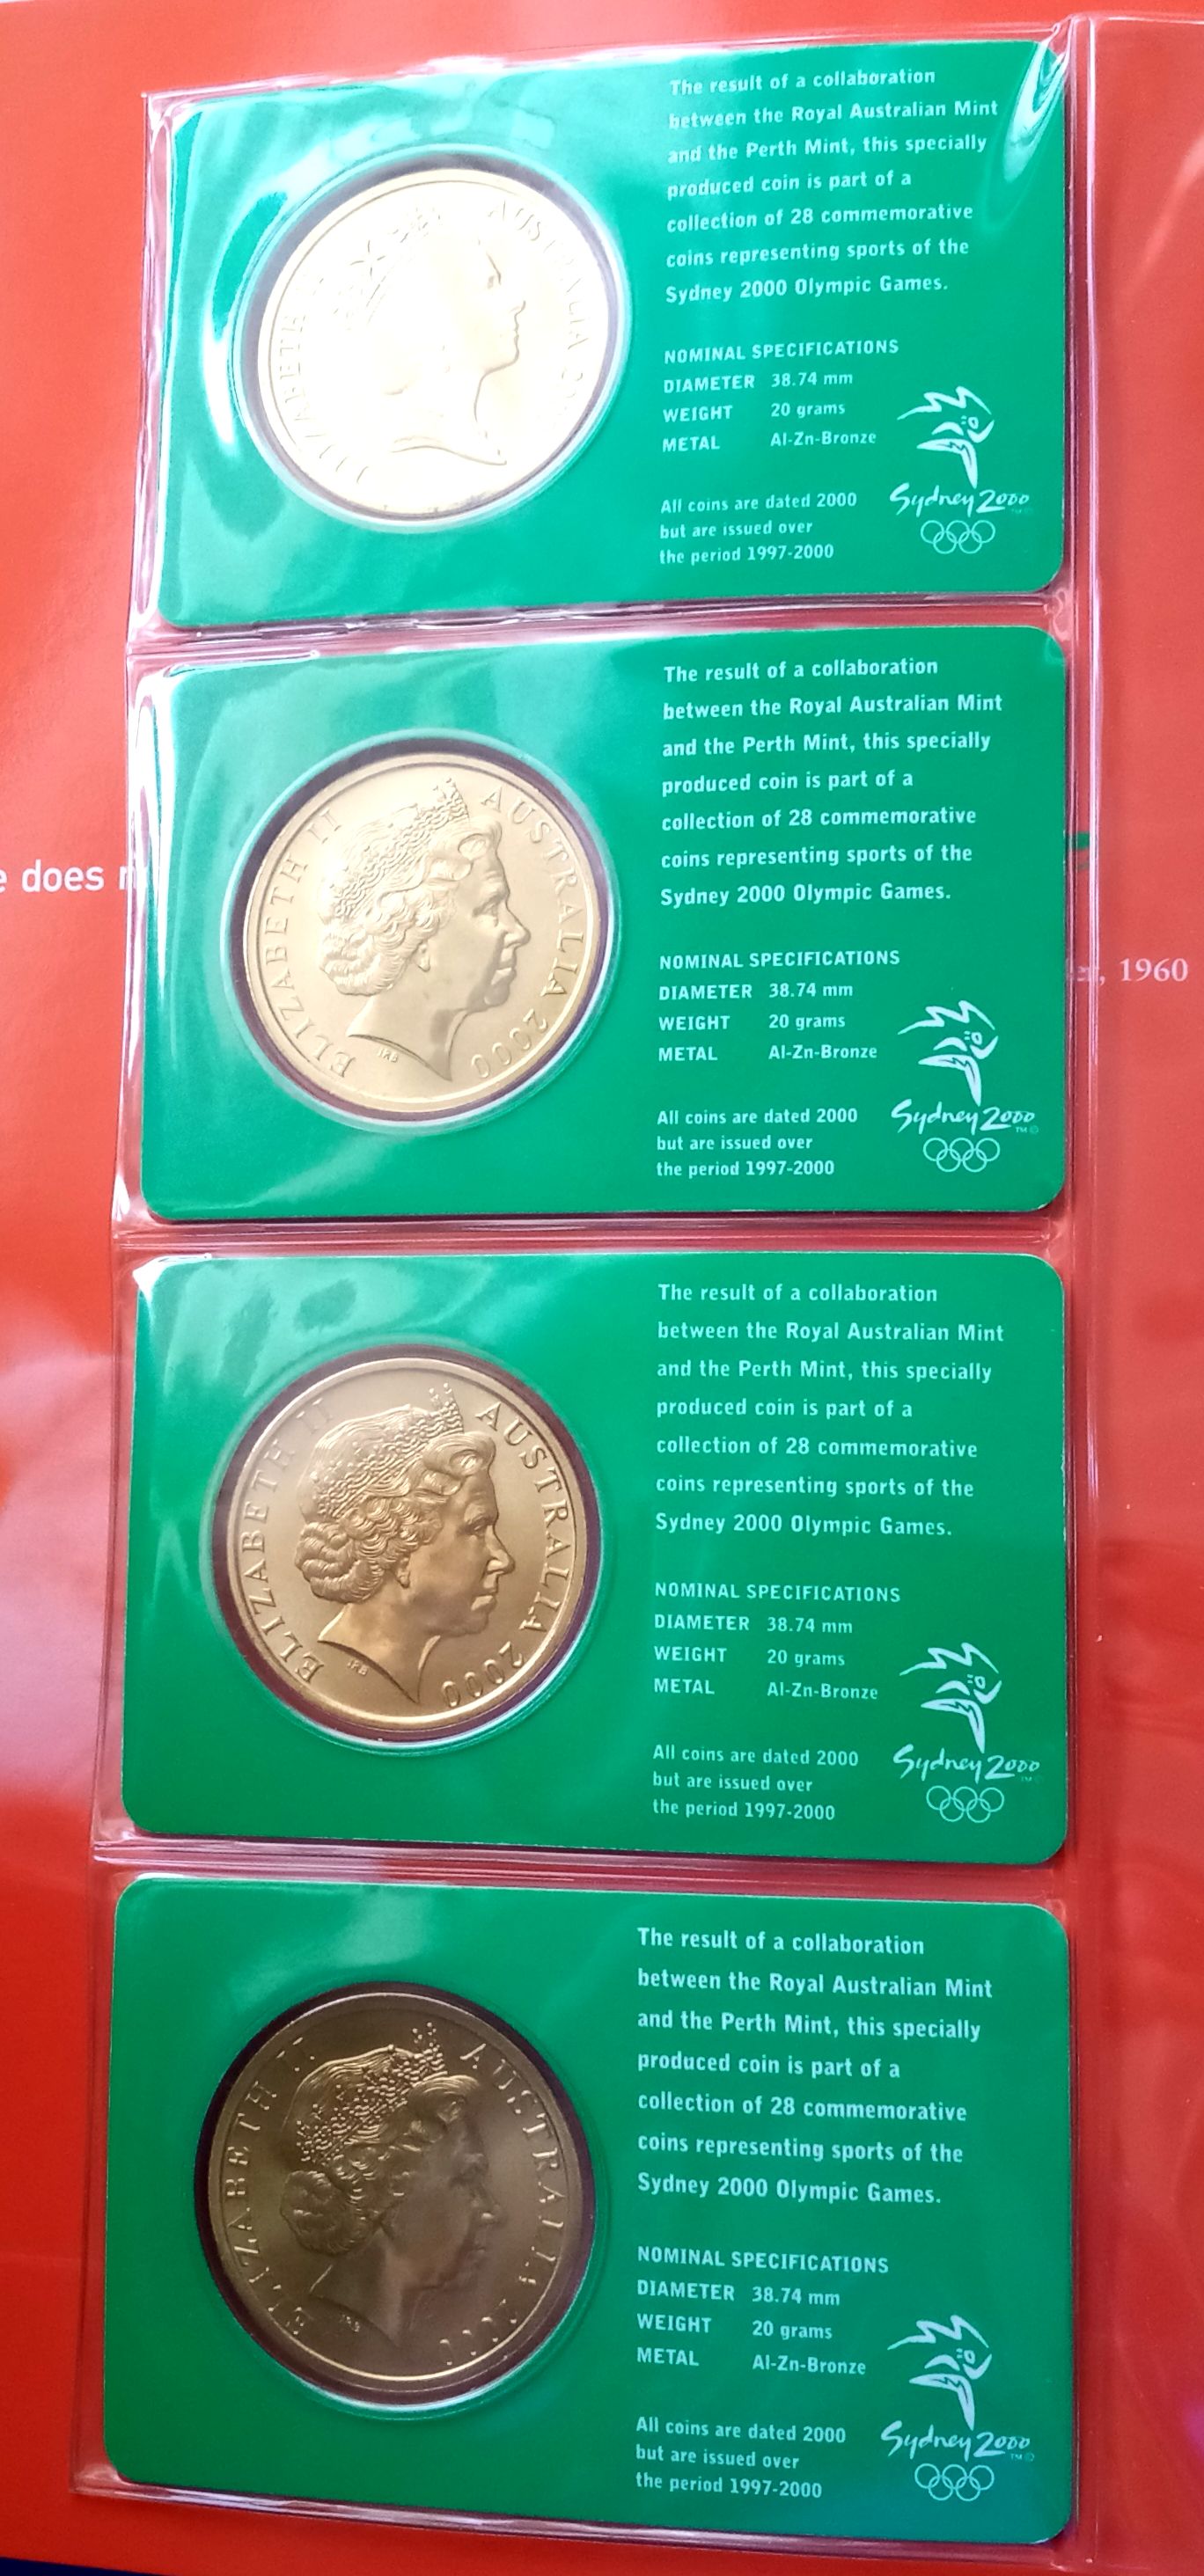 The result of a collaboration
between the Royal Australian Mint
and the Perth Mint, this specially
produced coin is part of a
collection of 28 commemorative
coins representing sports of the
Sydney 2000 Olympic Games.
NOMINAL SPECIFICATIONS
DIAMETER 38.74 mm
WEIGHT 20 grams
METAL Al-Zn-Bronze
All coins are dated 2000
but are issued over
the period 1997-2000
Sydney 2000
AUSTRALIA
The result of a collaboration
between the Royal Australian Mint
and the Perth Mint, this specially
produced coin is part of a
collection of 28 commemorative
coins representing sports of the
Sydney 2000 Olympic Games.
NOMINAL SPECIFICATIONS
DIAMETER 38.74 mm
WEIGHT 20 grams
METAL Al-Zn-Bronze
All coins are dated 2000
but are issued over
the period 1997-2000
Sydney 2000
TM ©
ELIZABETH II AUSTRALIA 2000
IRB
e does
, 1960
The result of a collaboration
between the Royal Australian Mint
and the Perth Mint, this specially
produced coin is part of a
collection of 28 commemorative
coins representing sports of the
Sydney 2000 Olympic Games.
NOMINAL SPECIFICATIONS
DIAMETER 38.74 mm
WEIGHT 20 grams
METAL Al-Zn-Bronze
All coins are dated 2000
but are issued over
the period 1997-2000
Sydney 2000
TM ©
ELIZABETH II AUSTRALIA 2000
IRB
The result of a collaboration
between the Royal Australian Mint
and the Perth Mint, this specially
produced coin is part of a
collection of 28 commemorative
coins representing sports of the
Sydney 2000 Olympic Games.
NOMINAL SPECIFICATIONS
DIAMETER 38.74 mm
WEIGHT 20 grams
METAL Al-Zn-Bronze
All coins are dated 2000
but are issued over
the period 1997-2000
Sydney 2000
TM ©
ELIZABETH II AUSTRALIA
IRB